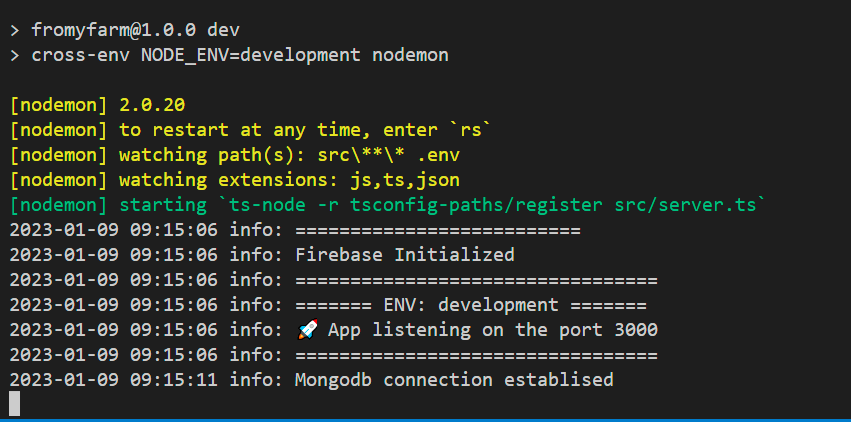 > fromyfarm@1.0.0 dev
> cross-env NODE_ENV=development nodemon
[nodemon] 2.0.20
[nodemon] to restart at any time, enter `rs`
[nodemon] watching path(s): src\**\* .env
[nodemon] watching extensions: js,ts,json
[nodemon] starting `ts-node -r tsconfig-paths/register src/server.ts`
2023-01-09 09:15:06 info: ==========================
2023-01-09 09:15:06 info: Firebase Initialized
2023-01-09 09:15:06 info: =================================
2023-01-09 09:15:06 info: ======= ENV: development =======
2023-01-09 09:15:06 info: 🚀 App listening on the port 3000
2023-01-09 09:15:06 info: =================================
2023-01-09 09:15:11 info: Mongodb connection establised